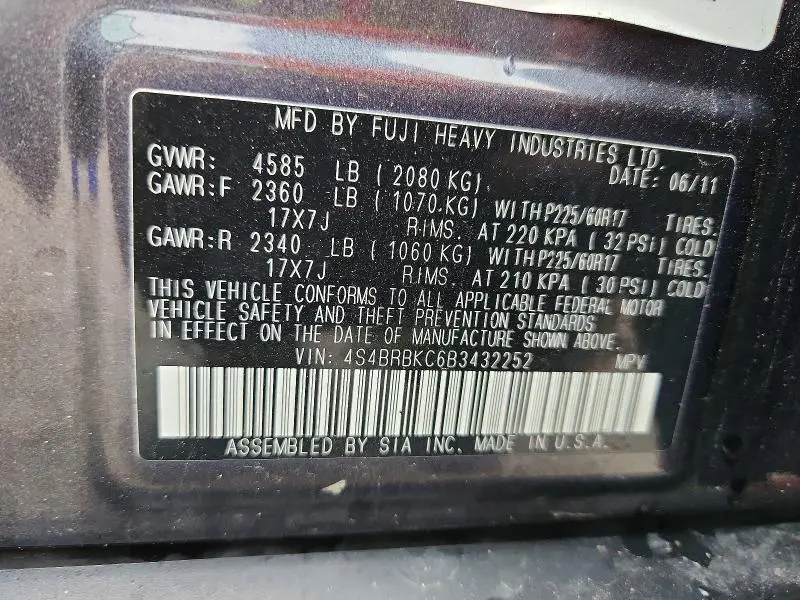 MFD BY FUJI HEAVY INDUSTRIES LTD.
GVWR: 4585 LB ( 2080 KG) DATE: 06/11
GAWR:F 2360 LB ( 1070.KG) WITH P225/60R17 TIRES.
17X7J RIMS. AT 220 KPA ( 32 PSI) COLD
GAWR:R 2340 LB ( 1060 KG) WITH P225/60R17 TIRES.
17X7J RIMS. AT 210 KPA ( 30 PSI) COLD
THIS VEHICLE CONFORMS TO ALL APPLICABLE FEDERAL MOTOR
VEHICLE SAFETY AND THEFT PREVENTION STANDARDS
IN EFFECT ON THE DATE OF MANUFACTURE SHOWN ABOVE.
VIN: 4S4BRBKC6B3432252 MPV
ASSEMBLED BY SIA INC. MADE IN U.S.A.